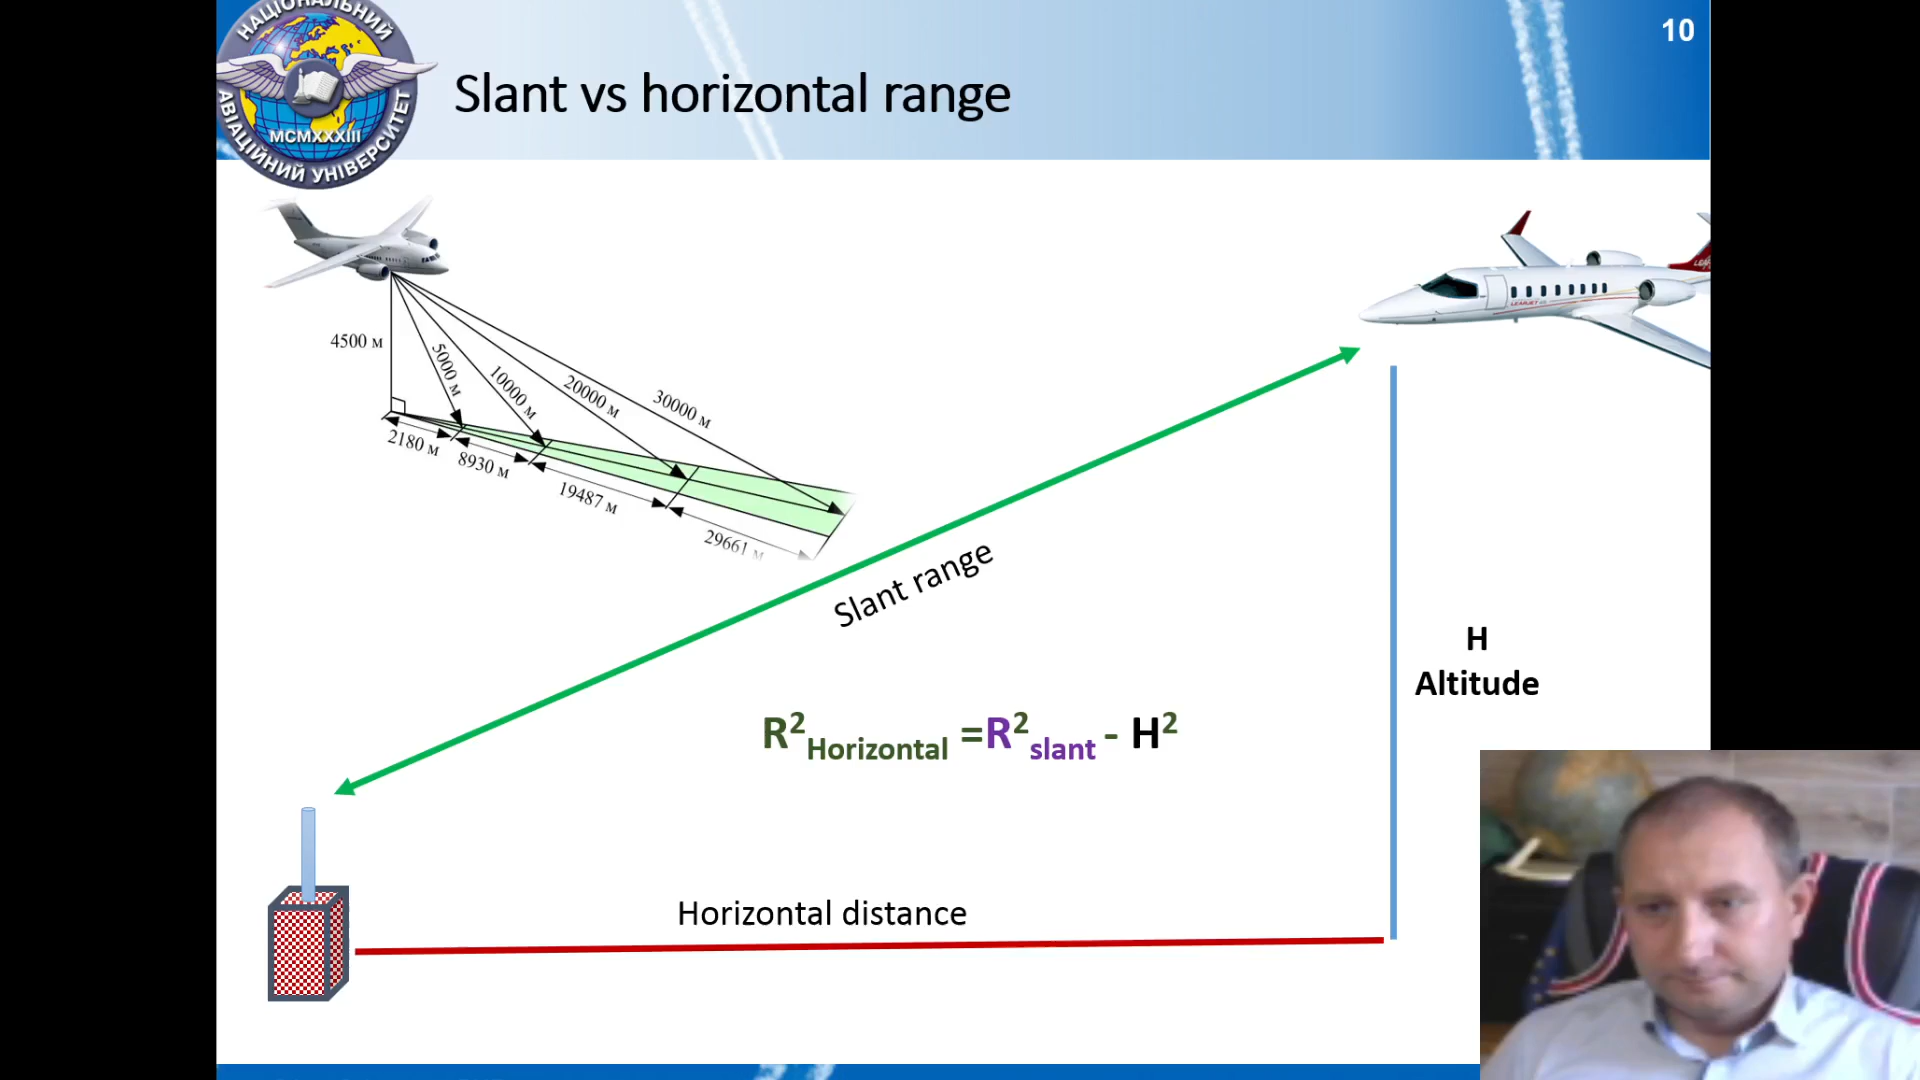 10
НАЦІОНАЛЬНИЙ
АВІАЦІЙНИЙ УНІВЕРСИТЕТ
MCMXXXIII
Slant vs horizontal range
4500 м
5000 м
10000 м
20000 м
30000 м
2180 м
8930 м
19487 м
29661 м
Slant range
H
Altitude
R²Horizontal =R²slant - H²
Horizontal distance